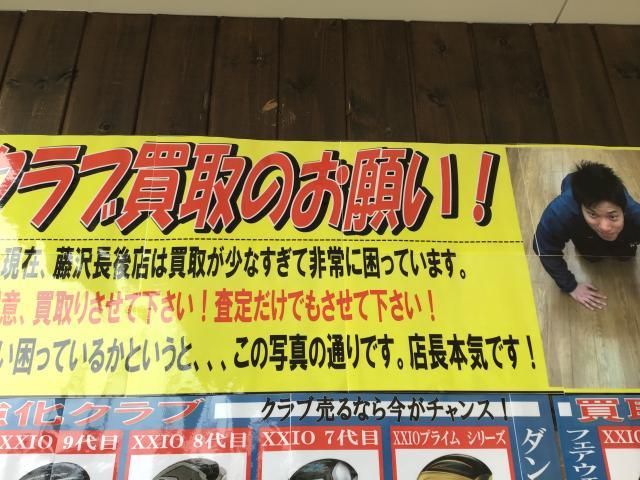 クラブ買取のお願い！
現在、藤沢長後店は買取が少なすぎて非常に困っています。
意、買取りさせて下さい！査定だけでもさせて下さい！
い困っているかというと、、、この写真の通りです。店長本気です！
強化クラブ クラブ売るなら今がチャンス！ 買取
XXIO 9代目 XXIO 8代目 XXIO 7代目 XXIOプライム シリーズ ダン フェアウ